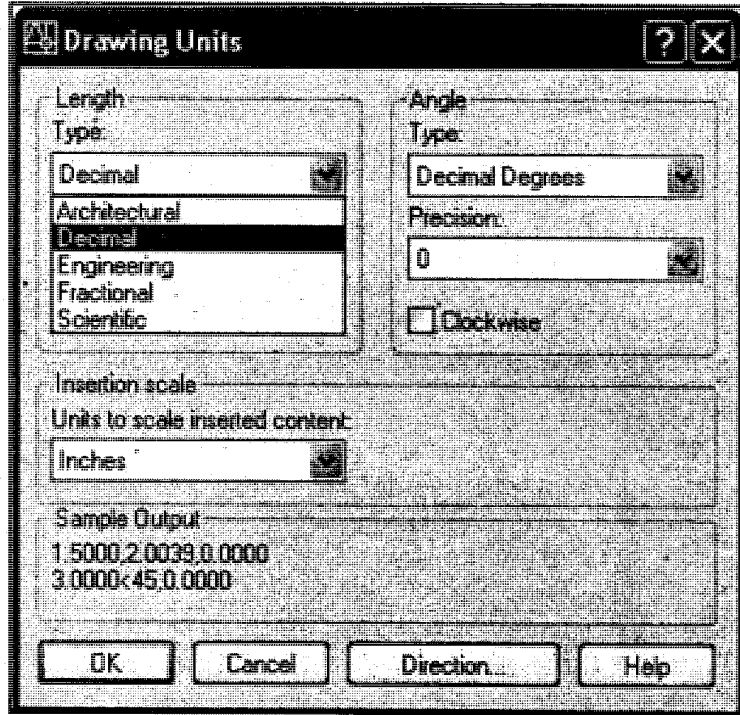 Drawing Units
Length
Type:
Decimal
Architectural
Decimal
Engineering
Fractional
Scientific
Angle
Type:
Decimal Degrees
Precision:
0
Clockwise
Insertion scale
Units to scale inserted content:
Inches
Sample Output
1.5000,2.0039,0.0000
3.0000<45,0.0000
OK
Cancel
Direction...
Help